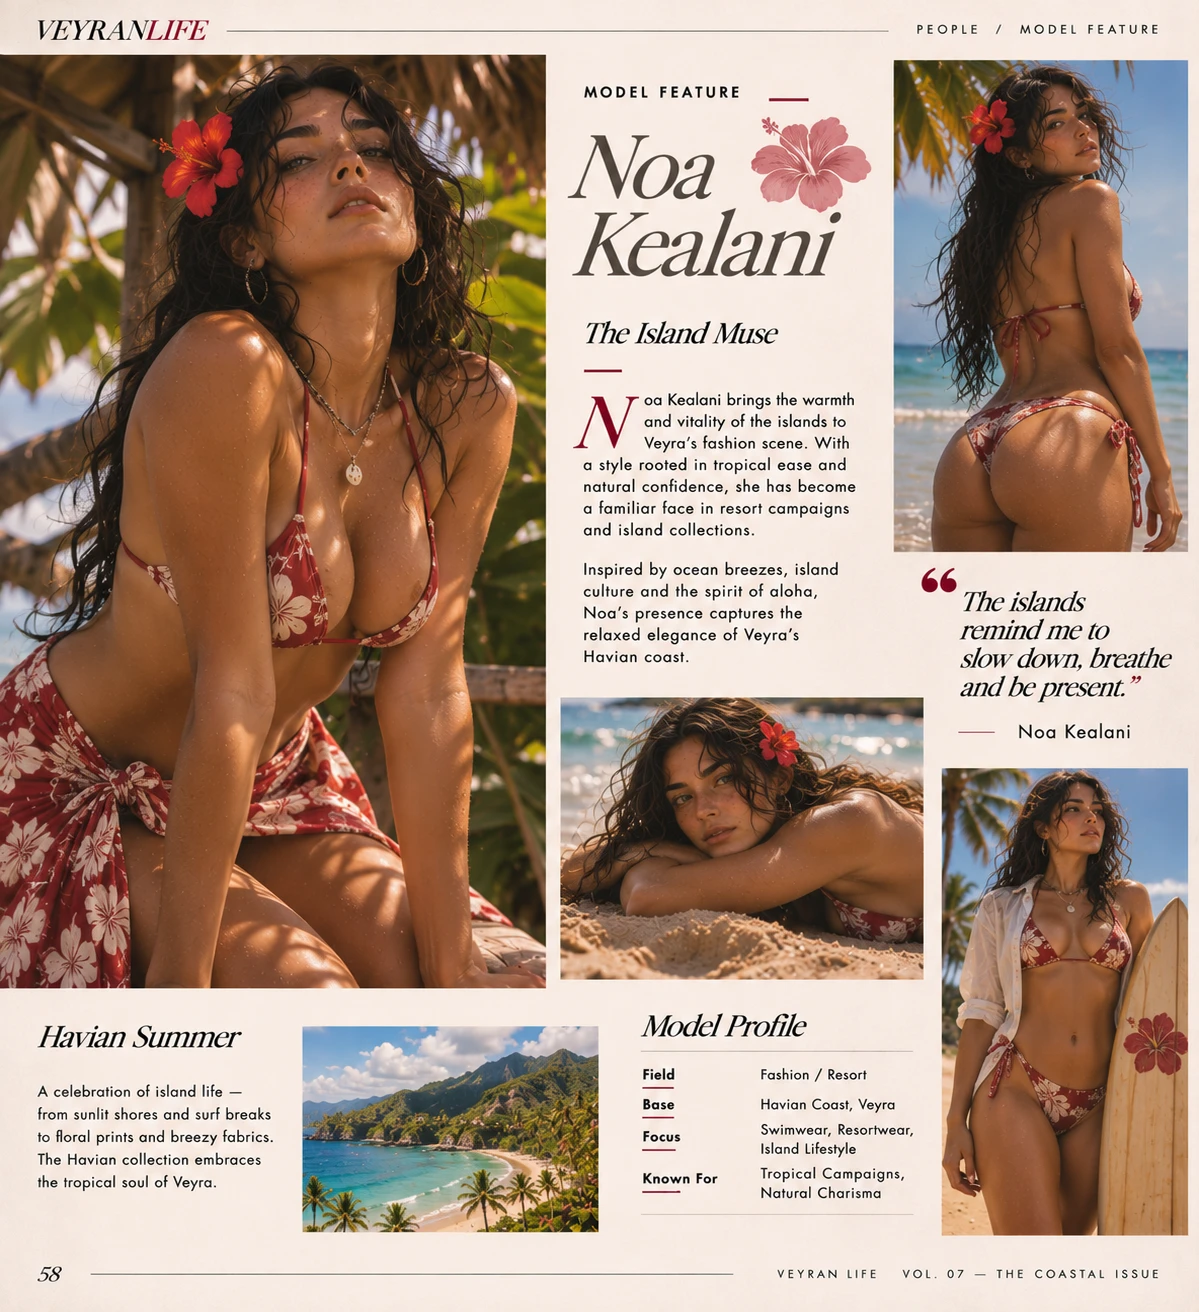 VEYRANLIFE
PEOPLE / MODEL FEATURE
MODEL FEATURE
Noa
Kealani
The Island Muse
Noa Kealani brings the warmth
and vitality of the islands to
Veyra's fashion scene. With
a style rooted in tropical ease and
natural confidence, she has become
a familiar face in resort campaigns
and island collections.
Inspired by ocean breezes, island
culture and the spirit of aloha,
Noa's presence captures the
relaxed elegance of Veyra's
Havian coast.
“The islands
remind me to
slow down, breathe
and be present.”
— Noa Kealani
Havian Summer
A celebration of island life —
from sunlit shores and surf breaks
to floral prints and breezy fabrics.
The Havian collection embraces
the tropical soul of Veyra.
Model Profile
Field Fashion / Resort
Base Havian Coast, Veyra
Focus Swimwear, Resortwear,
Island Lifestyle
Known For Tropical Campaigns,
Natural Charisma
58
VEYRAN LIFE VOL. 07 — THE COASTAL ISSUE